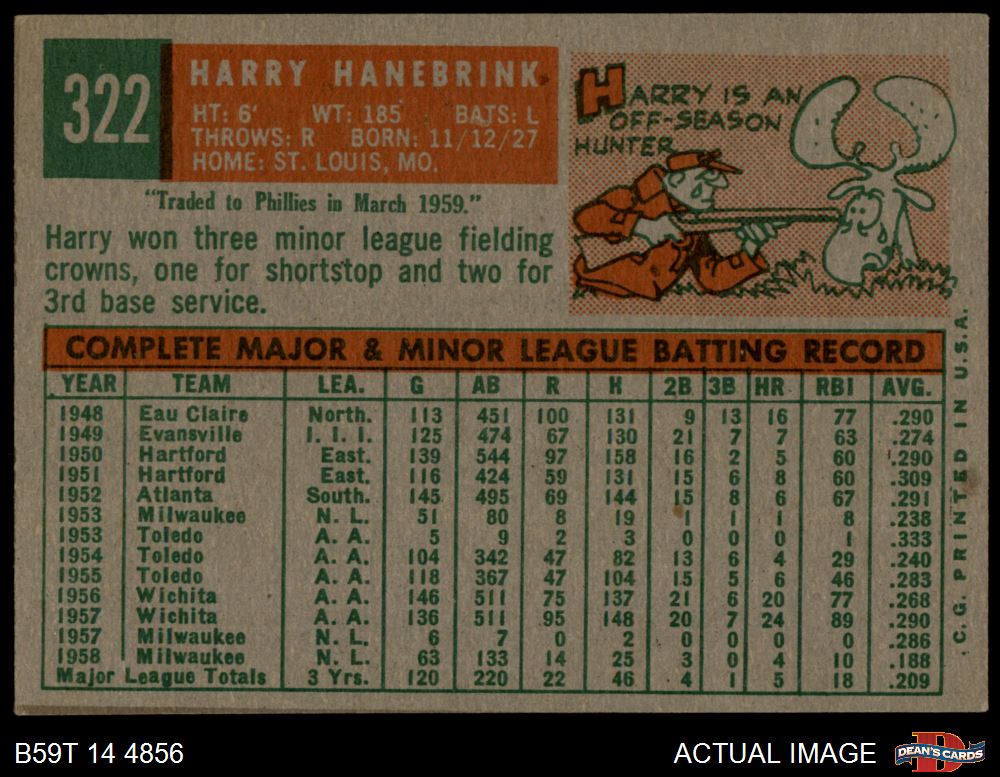 322
HARRY HANEBRINK
HT: 6' WT: 185 BATS: L
THROWS: R BORN: 11/12/27
HOME: ST. LOUIS, MO.
HARRY IS AN
OFF-SEASON
HUNTER
"Traded to Phillies in March 1959."
Harry won three minor league fielding
crowns, one for shortstop and two for
3rd base service.
COMPLETE MAJOR & MINOR LEAGUE BATTING RECORD
YEAR TEAM LEA. G AB R H 2B 3B HR RBI AVG.
1948 Eau Claire North. 113 451 100 131 9 13 16 77 .290
1949 Evansville I. I. I. 125 474 67 130 21 7 7 63 .274
1950 Hartford East. 139 544 97 158 16 2 5 60 .290
1951 Hartford East. 116 424 59 131 15 6 8 60 .309
1952 Atlanta South. 145 495 69 144 15 8 6 67 .291
1953 Milwaukee N. L. 51 80 8 19 1 1 1 8 .238
1953 Toledo A. A. 5 9 2 3 0 0 0 1 .333
1954 Toledo A. A. 104 342 47 82 13 6 4 29 .240
1955 Toledo A. A. 118 367 47 104 15 5 6 46 .283
1956 Wichita A. A. 146 511 75 137 21 6 20 77 .268
1957 Wichita A. A. 136 511 95 148 20 7 24 89 .290
1957 Milwaukee N. L. 6 7 0 2 0 0 0 0 .286
1958 Milwaukee N. L. 63 133 14 25 3 0 4 10 .188
Major League Totals 3 Yrs. 120 220 22 46 4 1 5 18 .209
.C.G. PRINTED IN U.S.A.
B59T 14 4856
ACTUAL IMAGE
DEAN'S CARDS